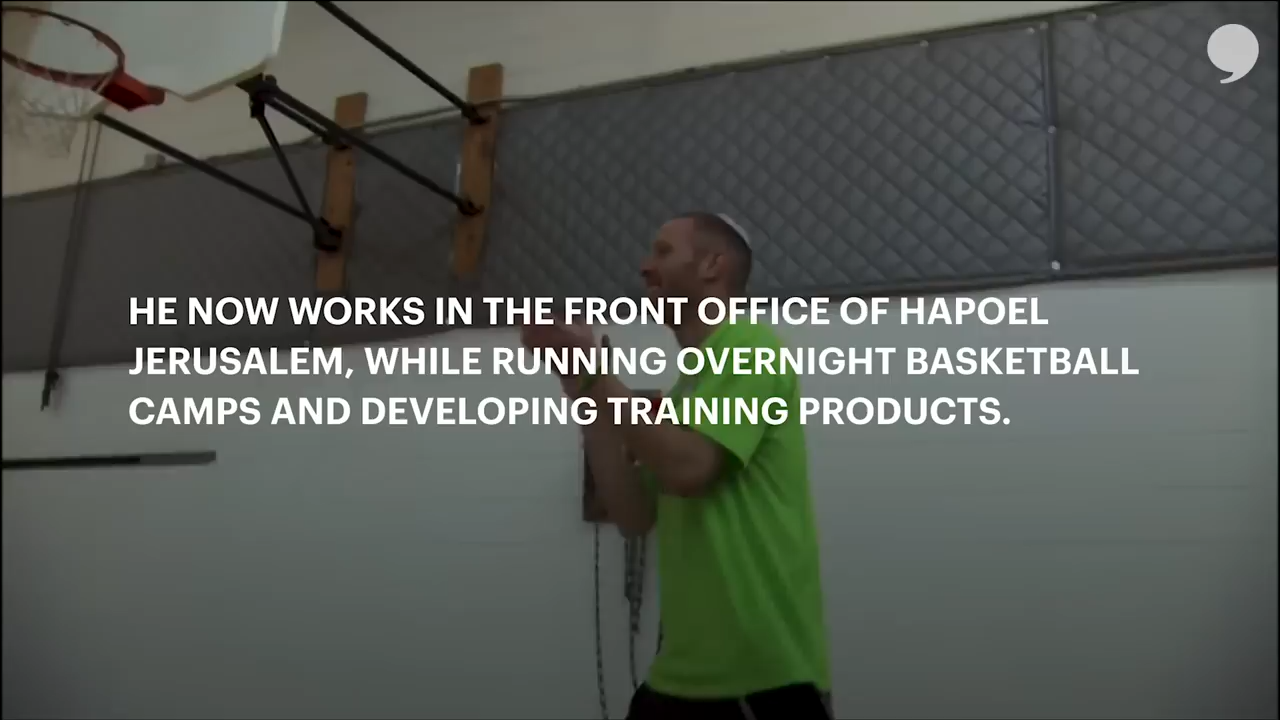 HE NOW WORKS IN THE FRONT OFFICE OF HAPOEL
JERUSALEM, WHILE RUNNING OVERNIGHT BASKETBALL
CAMPS AND DEVELOPING TRAINING PRODUCTS.